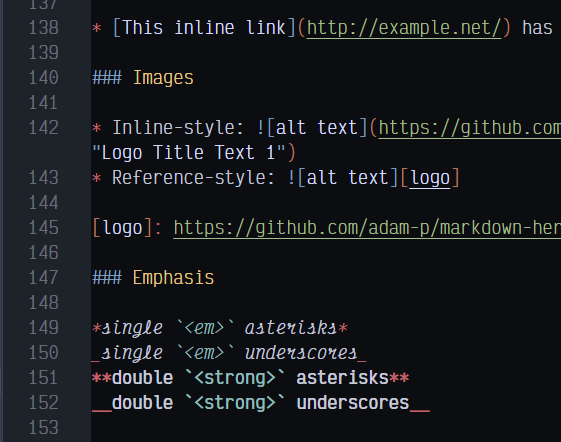 137
138 * [This inline link](http://example.net/) has
139
140 ### Images
141
142 * Inline-style: ![alt text](https://github.com
"Logo Title Text 1")
143 * Reference-style: ![alt text][logo]
144
145 [logo]: https://github.com/adam-p/markdown-her
146
147 ### Emphasis
148
149 *single `<em>` asterisks*
150 _single `<em>` underscores_
151 **double `<strong>` asterisks**
152 __double `<strong>` underscores__
153